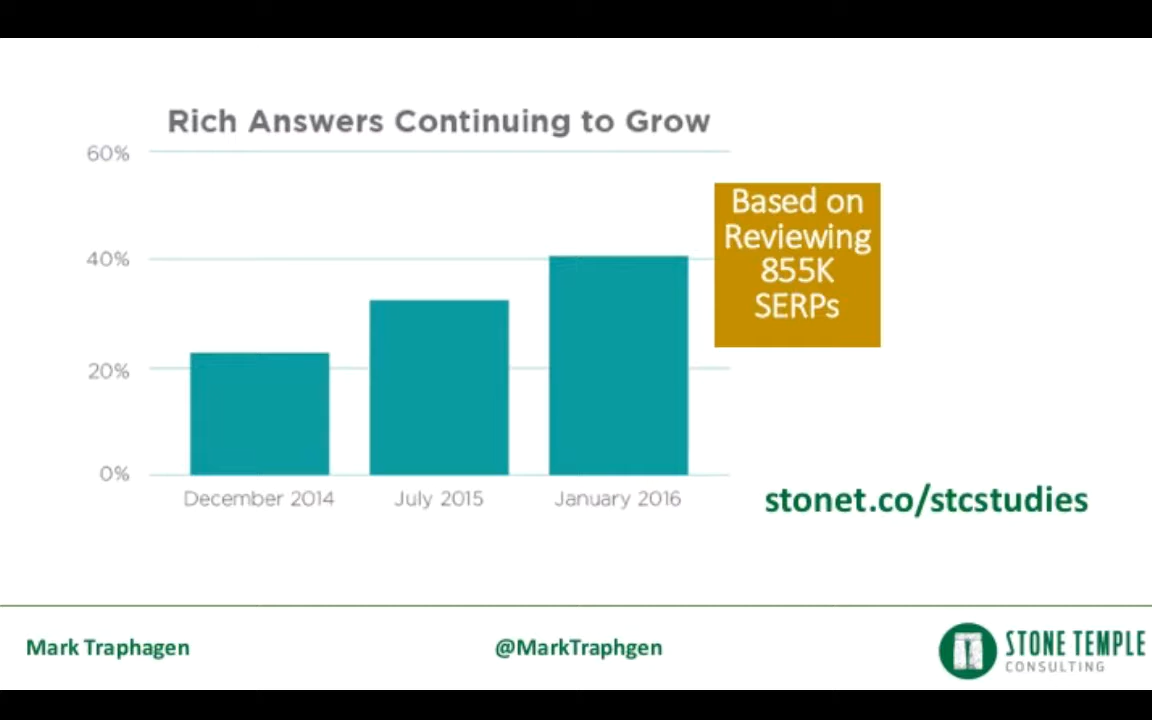 Rich Answers Continuing to Grow
60%
40%
20%
0%
December 2014 July 2015 January 2016
Based on
Reviewing
855K
SERPs
stonet.co/stcstudies
Mark Traphagen
@MarkTraphgen
STONE TEMPLE
CONSULTING